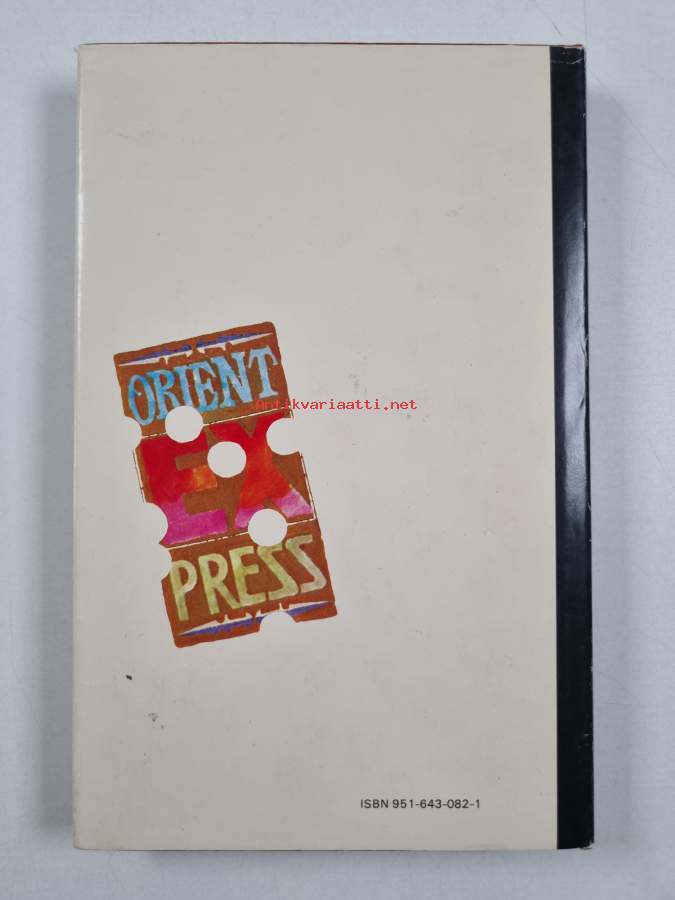 ORIENT
antikvariaatti.net
EX
PRESS
ISBN 951-643-082-1